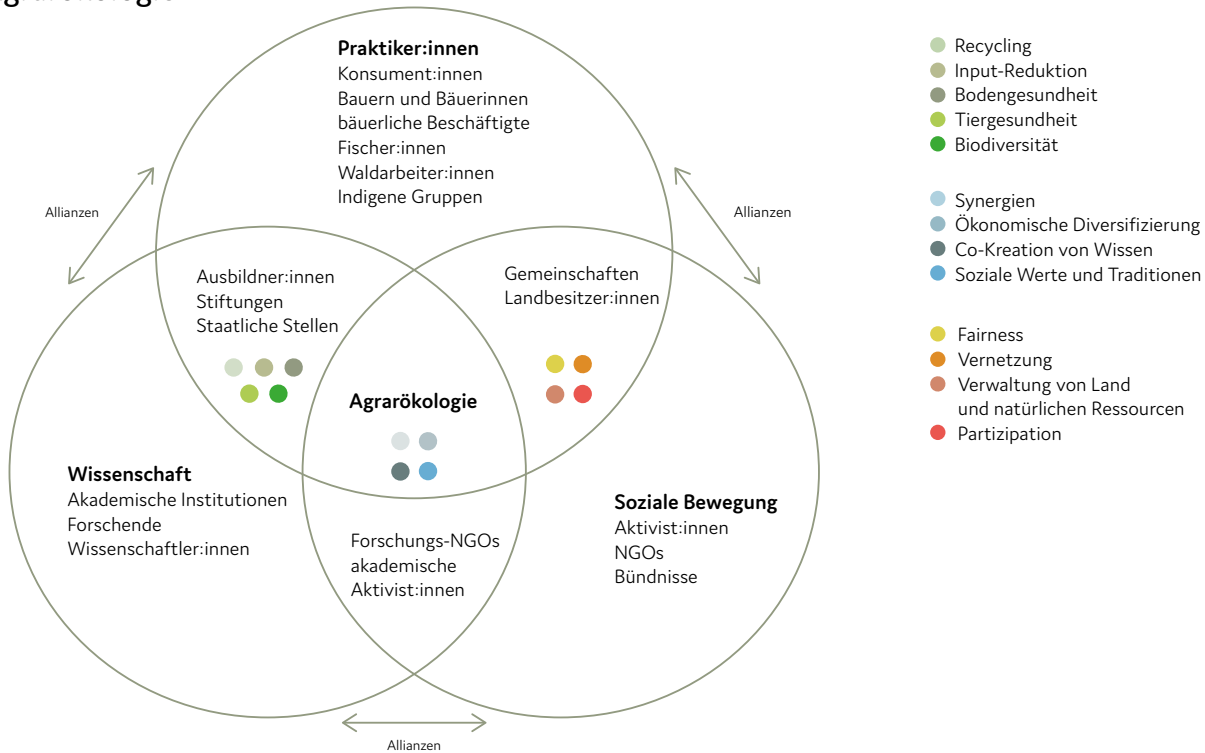 Praktiker:innen
Konsument:innen
Bauern und Bäuerinnen
bäuerliche Beschäftigte
Fischer:innen
Waldarbeiter:innen
Indigene Gruppen
Allianzen
Allianzen
Ausbildner:innen
Stiftungen
Staatliche Stellen
Gemeinschaften
Landbesitzer:innen
Agrarökologie
Wissenschaft
Akademische Institutionen
Forschende
Wissenschaftler:innen
Forschungs-NGOs
akademische
Aktivist:innen
Soziale Bewegung
Aktivist:innen
NGOs
Bündnisse
Allianzen
Recycling
Input-Reduktion
Bodengesundheit
Tiergesundheit
Biodiversität
Synergien
Ökonomische Diversifizierung
Co-Kreation von Wissen
Soziale Werte und Traditionen
Fairness
Vernetzung
Verwaltung von Land
und natürlichen Ressourcen
Partizipation